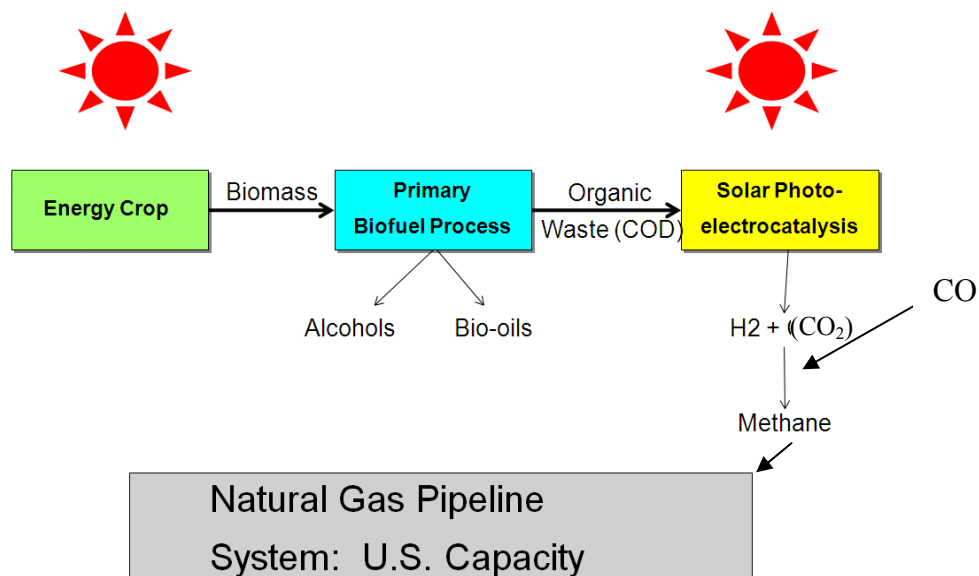 Energy Crop
Biomass
Primary
Biofuel Process
Organic
Waste (COD)
Solar Photo-
electrocatalysis
Alcohols
Bio-oils
CO
H2 + (CO₂)
Methane
Natural Gas Pipeline
System: U.S. Capacity